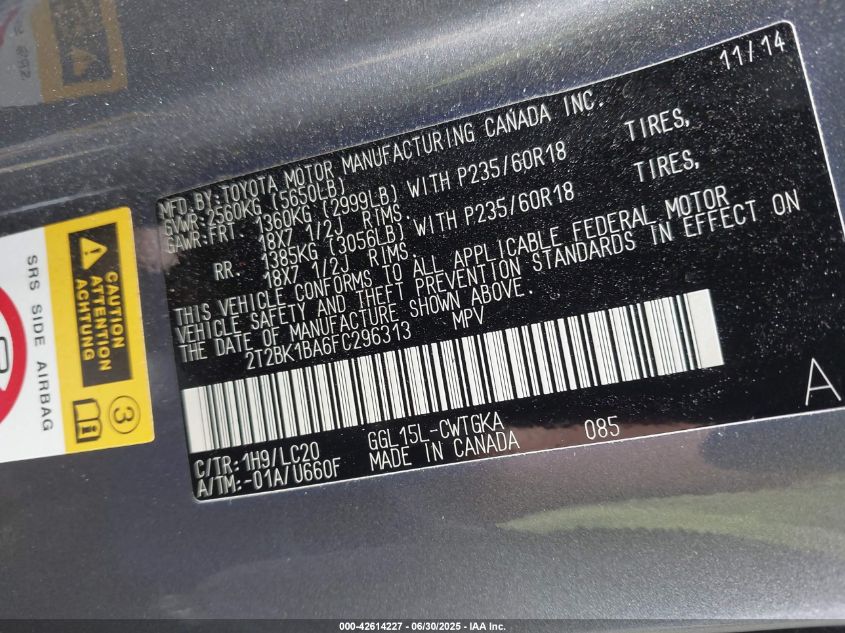 11/14
MFD.BY:TOYOTA MOTOR MANUFACTURING CANADA INC.
GVWR:2560KG (5650LB)
GAWR:FRT. 1360KG (2999LB) WITH P235/60R18 TIRES,
18X7 1/2J RIMS.
RR. 1385KG (3056LB) WITH P235/60R18 TIRES,
18X7 1/2J RIMS.
THIS VEHICLE CONFORMS TO ALL APPLICABLE FEDERAL MOTOR
VEHICLE SAFETY AND THEFT PREVENTION STANDARDS IN EFFECT ON
THE DATE OF MANUFACTURE SHOWN ABOVE.
2T2BK1BA6FC296313 MPV
C/TR:1H9/LC20 GGL15L-CWTGKA 085
A/TM:-01A/U660F MADE IN CANADA
A
CAUTION
ATTENTION
ACHTUNG
SRS SIDE AIRBAG
3
000-42614227 - 06/30/2025 - IAA Inc.